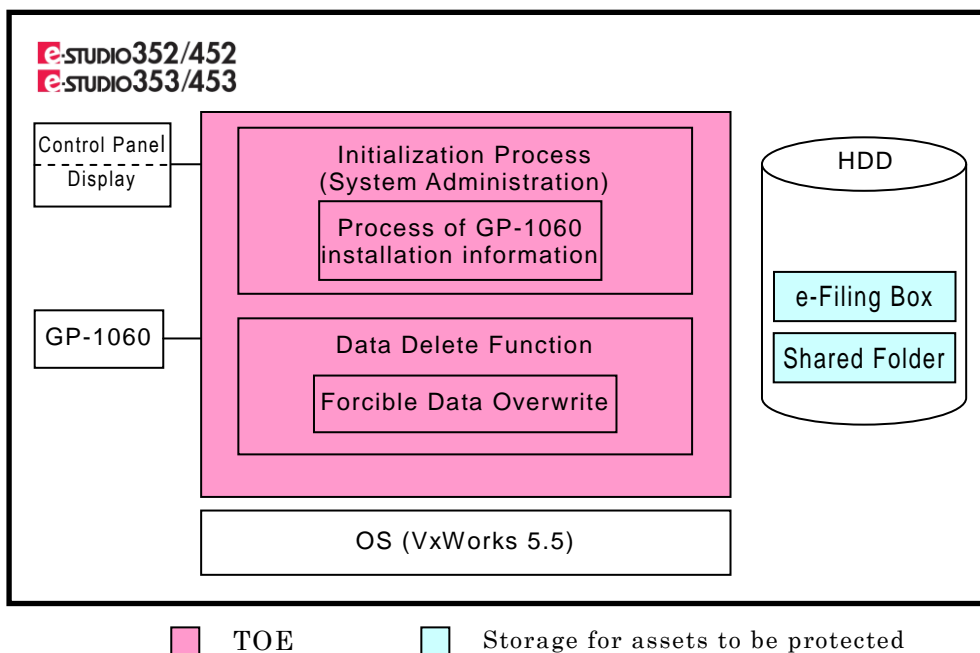 e-STUDIO352/452
e-STUDIO353/453
Control Panel
Display
Initialization Process
(System Administration)
Process of GP-1060
installation information
HDD
e-Filing Box
Shared Folder
GP-1060
Data Delete Function
Forcible Data Overwrite
OS (VxWorks 5.5)
TOE
Storage for assets to be protected